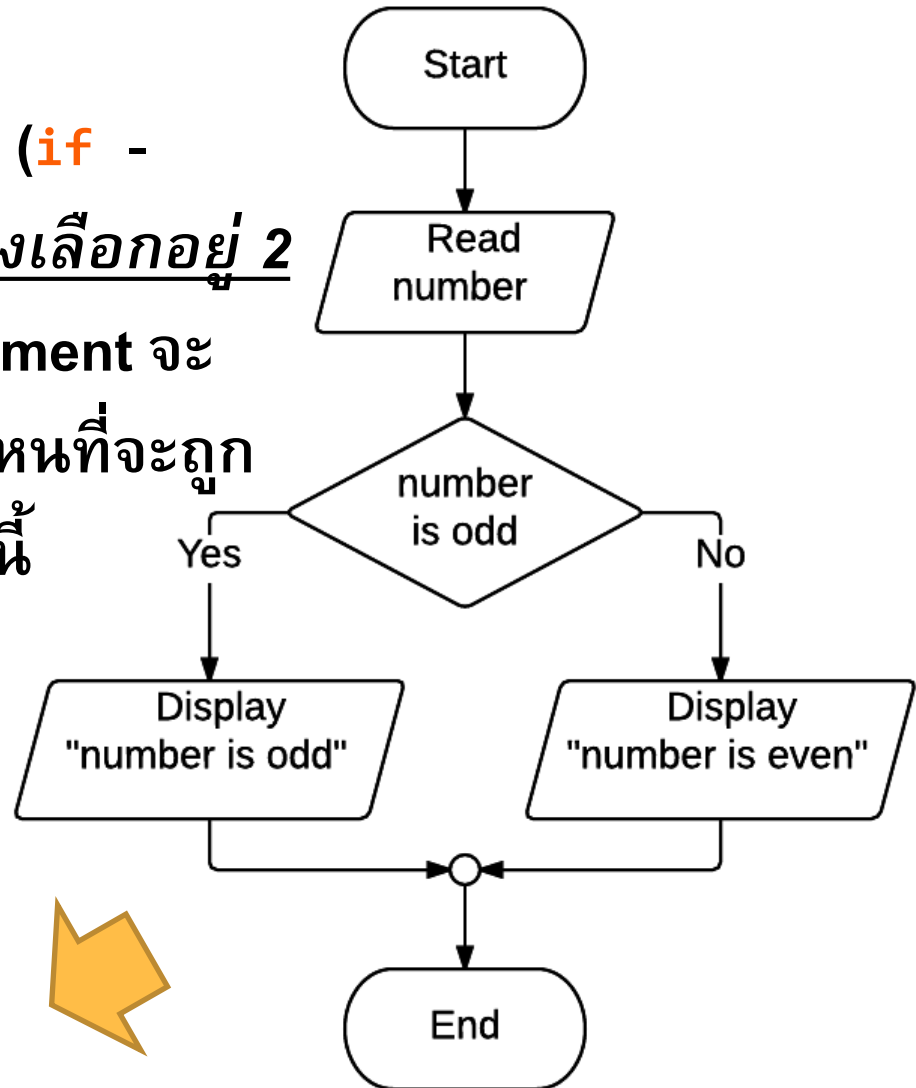 Start
(if -
งเลือกอยู่ 2
ment จะ
หนที่จะถูก
นี้
Read
number
number
is odd
Yes
No
Display
"number is odd"
Display
"number is even"
End